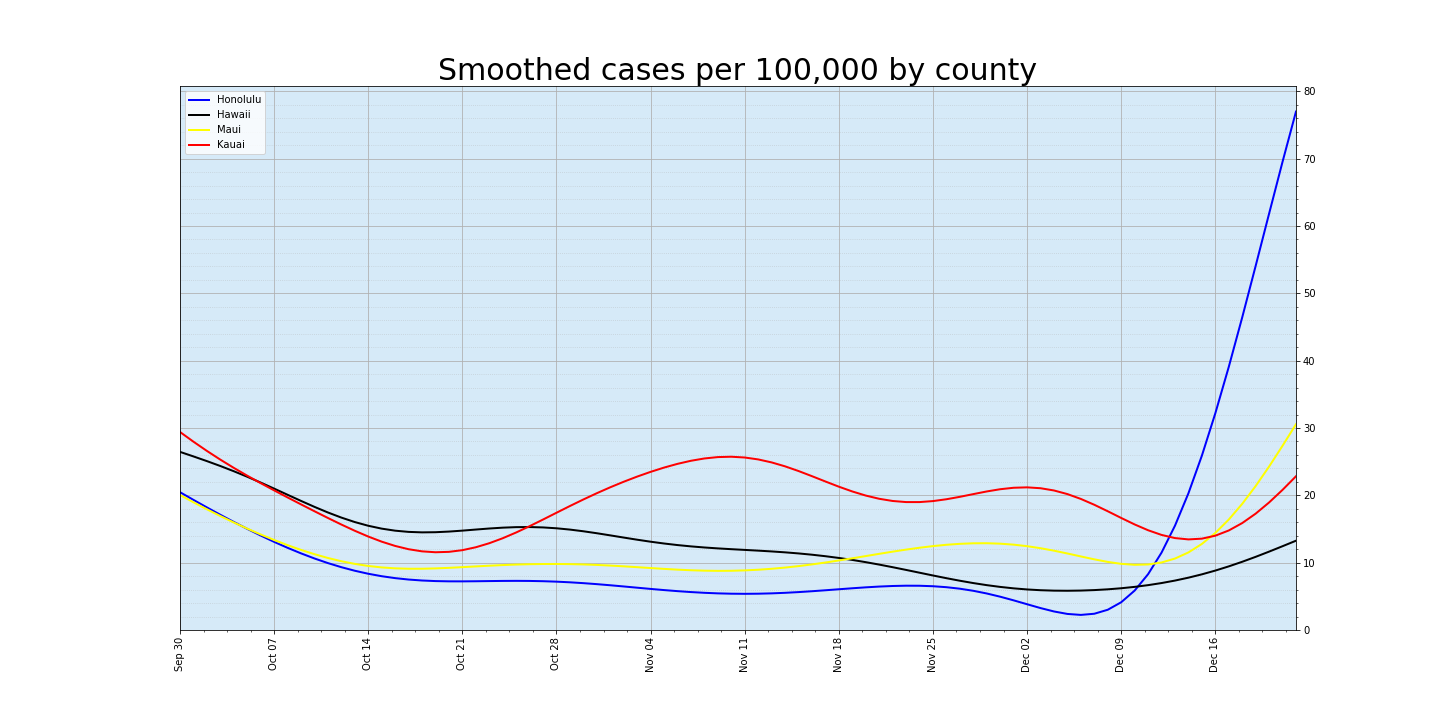 Smoothed cases per 100,000 by county
Honolulu
Hawaii
Maui
Kauai
80
70
60
50
40
30
20
10
0
Sep 30
Oct 07
Oct 14
Oct 21
Oct 28
Nov 04
Nov 11
Nov 18
Nov 25
Dec 02
Dec 09
Dec 16